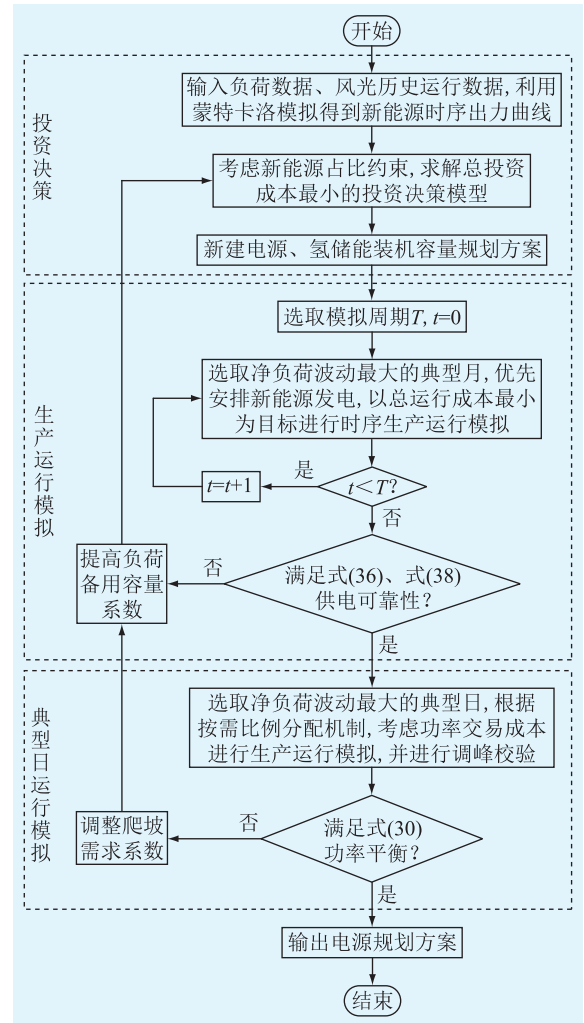 开始
投资决策
输入负荷数据、风光历史运行数据,利用
蒙特卡洛模拟得到新能源时序出力曲线
考虑新能源占比约束,求解总投资
成本最小的投资决策模型
新建电源、氢储能装机容量规划方案
生产运行模拟
选取模拟周期T, t=0
选取净负荷波动最大的典型月,优先
安排新能源发电,以总运行成本最小
为目标进行时序生产运行模拟
t=t+1
是
t<T?
否
提高负荷
备用容量
系数
否
满足式(36)、式(38)
供电可靠性?
是
典型日运行模拟
选取净负荷波动最大的典型日,根据
按需比例分配机制,考虑功率交易成本
进行生产运行模拟,并进行调峰校验
调整爬坡
需求系数
否
满足式(30)
功率平衡?
是
输出电源规划方案
结束